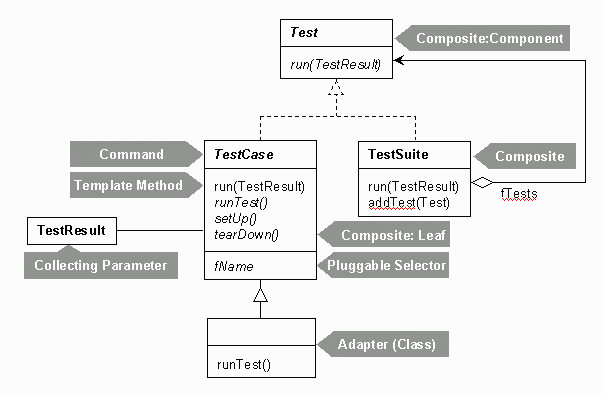 Test
Composite:Component
run(TestResult)
Command
TestCase
TestSuite
Composite
Template Method
run(TestResult)
runTest()
setUp()
tearDown()
run(TestResult)
addTest(Test)
fTests
TestResult
Composite: Leaf
Collecting Parameter
fName
Pluggable Selector
Adapter (Class)
runTest()